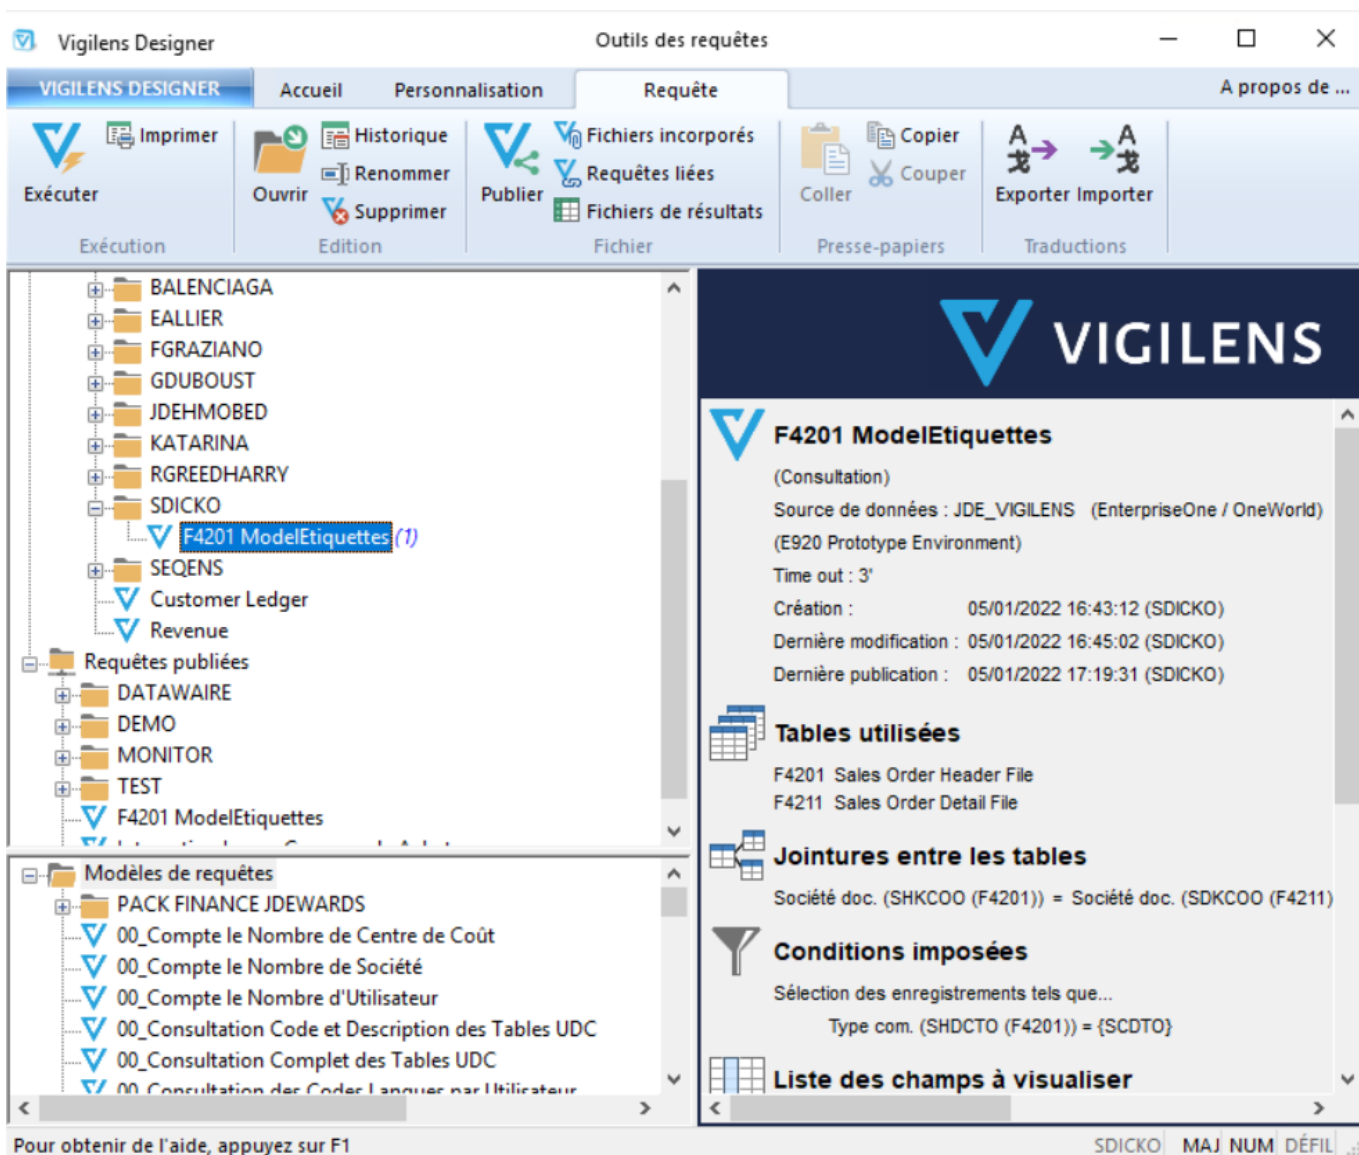 Vigilens Designer
Outils des requêtes
VIGILENS DESIGNER
Accueil
Personnalisation
Requête
A propos de ...
Exécuter
Imprimer
Exécution
Ouvrir
Historique
Renommer
Supprimer
Edition
Publier
Fichiers incorporés
Requêtes liées
Fichiers de résultats
Fichier
Coller
Copier
Couper
Presse-papiers
Exporter
Importer
Traductions
BALENCIAGA
EALLIER
FGRAZIANO
GDUBOUST
JDEHMOBED
KATARINA
RGREEDHARRY
SDICKO
F4201 ModelEtiquettes (1)
SEQENS
Customer Ledger
Revenue
Requêtes publiées
DATAWAIRE
DEMO
MONITOR
TEST
F4201 ModelEtiquettes
Modèles de requêtes
PACK FINANCE JDEWARDS
00_Compte le Nombre de Centre de Coût
00_Compte le Nombre de Société
00_Compte le Nombre d'Utilisateur
00_Consultation Code et Description des Tables UDC
00_Consultation Complet des Tables UDC
00_Consultation des Codes Langues par Utilisateur
VIGILENS
F4201 ModelEtiquettes
(Consultation)
Source de données : JDE_VIGILENS (EnterpriseOne / OneWorld)
(E920 Prototype Environment)
Time out : 3'
Création : 05/01/2022 16:43:12 (SDICKO)
Dernière modification : 05/01/2022 16:45:02 (SDICKO)
Dernière publication : 05/01/2022 17:19:31 (SDICKO)
Tables utilisées
F4201 Sales Order Header File
F4211 Sales Order Detail File
Jointures entre les tables
Société doc. (SHKCOO (F4201)) = Société doc. (SDKCOO (F4211)
Conditions imposées
Sélection des enregistrements tels que...
Type com. (SHDCTO (F4201)) = {SCDTO}
Liste des champs à visualiser
Pour obtenir de l'aide, appuyez sur F1
SDICKO MAJ NUM DÉFIL